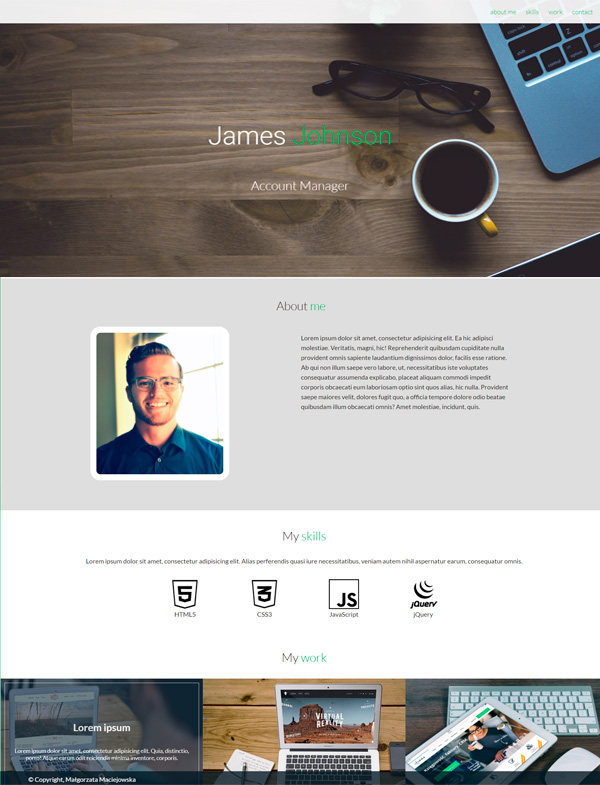 about me skills work contact
James Johnson
Account Manager
About me
Lorem ipsum dolor sit amet, consectetur adipisicing elit. Ea hic adipisci
molestiae. Veritatis, magni, hic! Reprehenderit quibusdam cupiditate nulla
provident omnis sapiente laudantium dignissimos dolor, facilis esse ratione.
Ab qui non illum saepe vero labore, ut, necessitatibus iste voluptates
consequatur assumenda explicabo, placeat aliquam commodi impedit
corporis obcaecati eum laboriosam optio sint quos alias, hic nulla. Provident
saepe maiores velit, dolores fugit quo, a officia tempore dolore odio beatae
quibusdam illum obcaecati omnis? Amet molestiae, incidunt, quis.
My skills
Lorem ipsum dolor sit amet, consectetur adipisicing elit. Alias perferendis quasi iure necessitatibus, veniam autem nihil aspernatur earum, consequatur omnis.
JS
jQuery
HTML5 CSS3 JavaScript jQuery
My work
VIRTUAL
REALITY
Lorem ipsum
Lorem ipsum dolor sit amet, consectetur adipisicing elit. Quia, distinctio,
porro! Atque earum odit reiciendis minima inventore, corporis.
© Copyright, Małgorzata Maciejowska